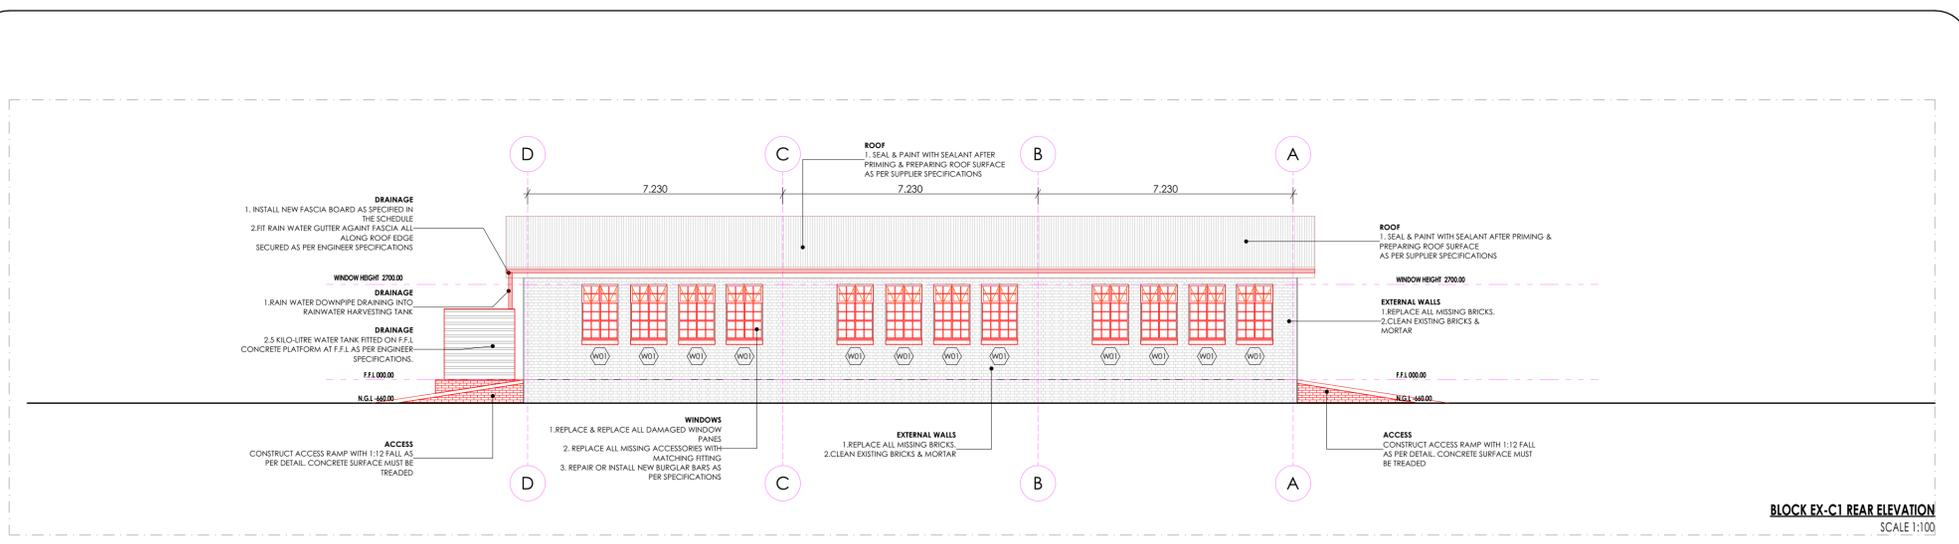 D
C
B
A
7.230
7.230
7.230
ROOF
1. SEAL & PAINT WITH SEALANT AFTER
PRIMING & PREPARING ROOF SURFACE
AS PER SUPPLIER SPECIFICATIONS
DRAINAGE
1. INSTALL NEW FASCIA BOARD AS SPECIFIED IN
THE SCHEDULE
2.FIT RAIN WATER GUTTER AGAINT FASCIA ALL
ALONG ROOF EDGE
SECURED AS PER ENGINEER SPECIFICATIONS
WINDOW HEIGHT 2700.00
DRAINAGE
1.RAIN WATER DOWNPIPE DRAINING INTO
RAINWATER HARVESTING TANK
DRAINAGE
2.5 KILO-LITRE WATER TANK FITTED ON F.F.L
CONCRETE PLATFORM AT F.F.L AS PER ENGINEER
SPECIFICATIONS.
F.F.L 000.00
N.G.L -660.00
ROOF
1. SEAL & PAINT WITH SEALANT AFTER PRIMING &
PREPARING ROOF SURFACE
AS PER SUPPLIER SPECIFICATIONS
WINDOW HEIGHT 2700.00
EXTERNAL WALLS
1.REPLACE ALL MISSING BRICKS.
2.CLEAN EXISTING BRICKS &
MORTAR
F.F.L 000.00
N.G.L -660.00
W01
W01
W01
W01
W01
W01
W01
W01
W01
W01
W01
W01
ACCESS
CONSTRUCT ACCESS RAMP WITH 1:12 FALL AS
PER DETAIL. CONCRETE SURFACE MUST BE
TREADED
WINDOWS
1.REPLACE & REPLACE ALL DAMAGED WINDOW
PANES
2. REPLACE ALL MISSING ACCESSORIES WITH
MATCHING FITTING
3. REPAIR OR INSTALL NEW BURGLAR BARS AS
PER SPECIFICATIONS
EXTERNAL WALLS
1.REPLACE ALL MISSING BRICKS.
2.CLEAN EXISTING BRICKS & MORTAR
ACCESS
CONSTRUCT ACCESS RAMP WITH 1:12 FALL
AS PER DETAIL. CONCRETE SURFACE MUST
BE TREADED
D
C
B
A
BLOCK EX-C1 REAR ELEVATION
SCALE 1:100